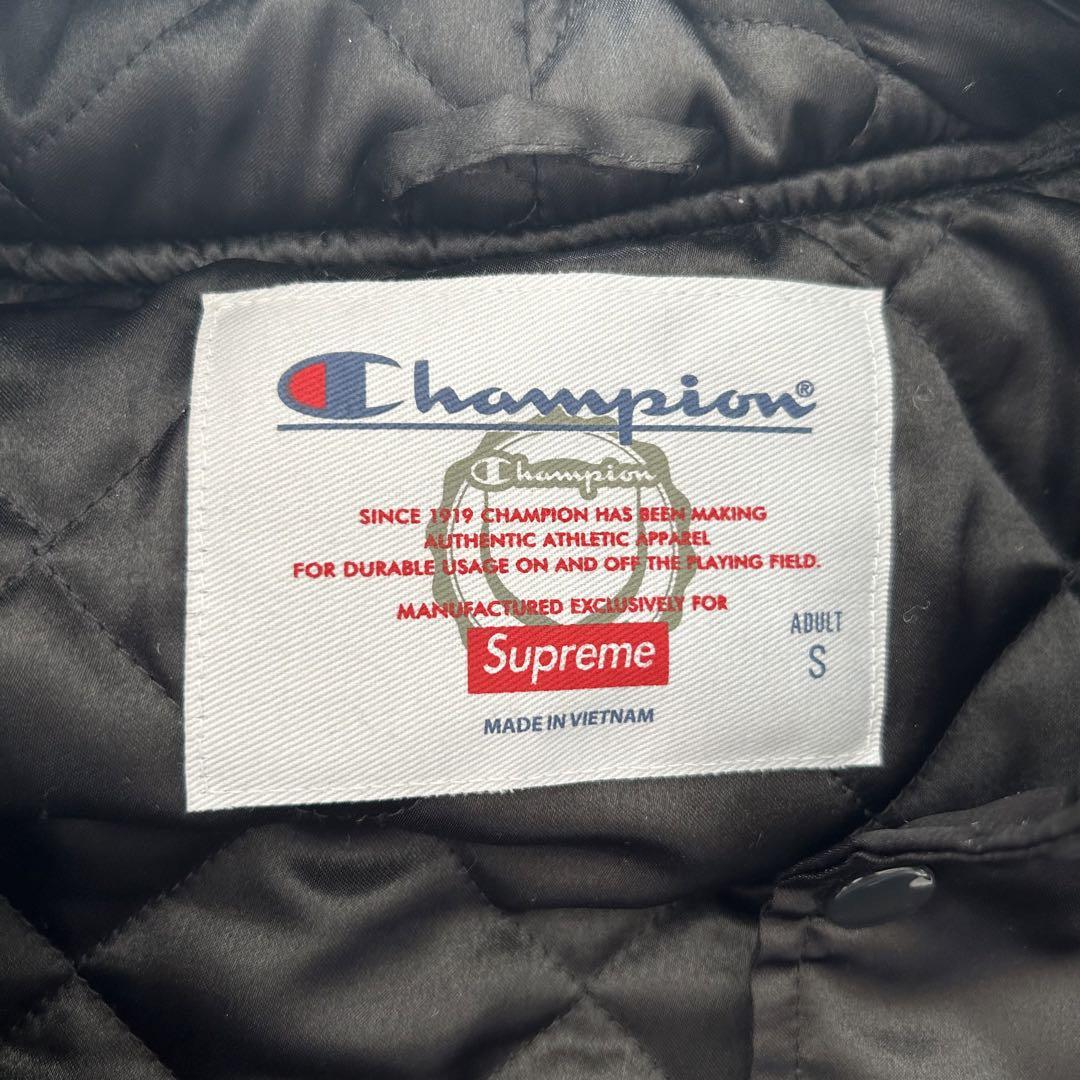 Champion®
Champion
SINCE 1919 CHAMPION HAS BEEN MAKING
AUTHENTIC ATHLETIC APPAREL
FOR DURABLE USAGE ON AND OFF THE PLAYING FIELD.
MANUFACTURED EXCLUSIVELY FOR
Supreme
ADULT
S
MADE IN VIETNAM